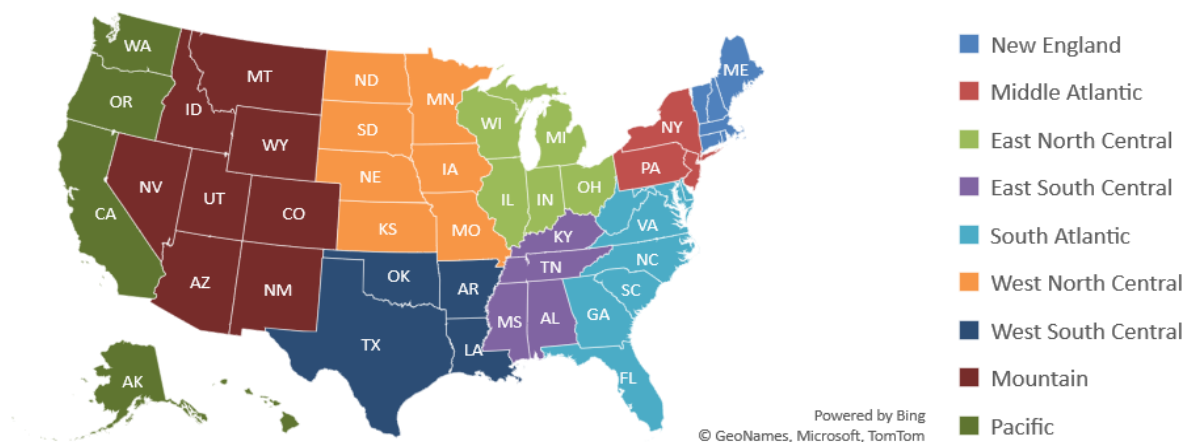 WA
MT
ND
MN
ME
OR
ID
SD
WI
MI
NY
WY
NE
IA
PA
NV
UT
CO
IL
IN
OH
CA
KS
MO
KY
VA
AZ
NM
OK
AR
TN
NC
TX
LA
MS
AL
GA
SC
AK
FL
New England
Middle Atlantic
East North Central
East South Central
South Atlantic
West North Central
West South Central
Mountain
Pacific
Powered by Bing
© GeoNames, Microsoft, TomTom